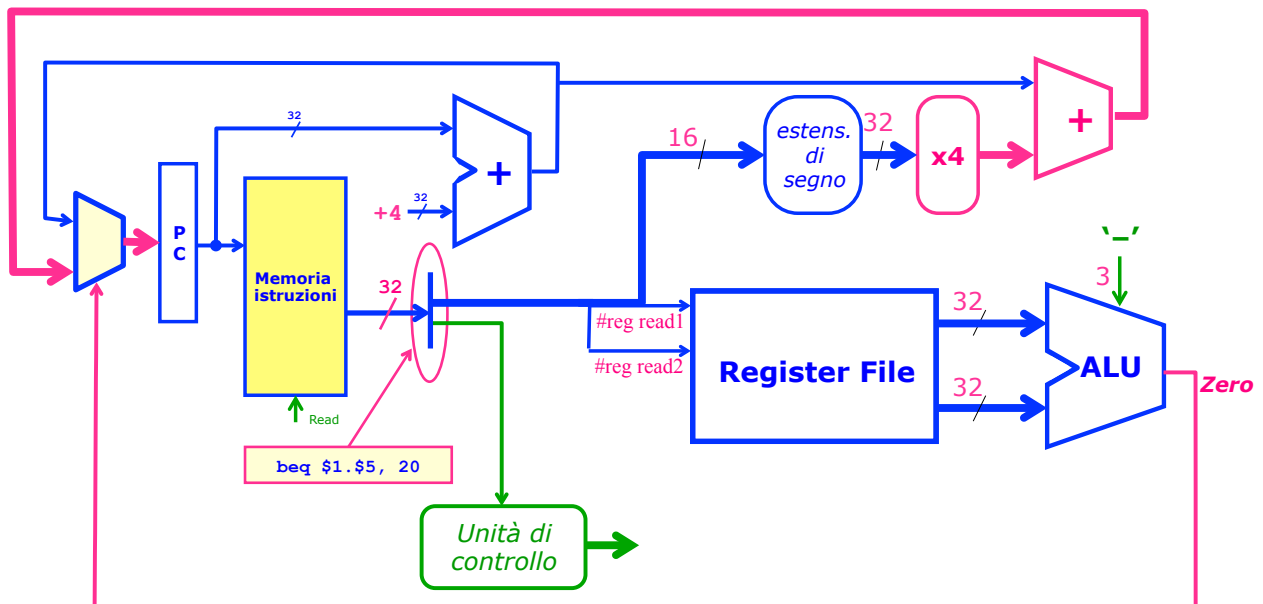 32
16
estens.
di
segno
32
x4
+
P
C
+
+4
32
Memoria
istruzioni
32
'–'
3
#reg read1
#reg read2
Register File
32
32
ALU
Zero
Read
beq $1.$5, 20
Unità di
controllo